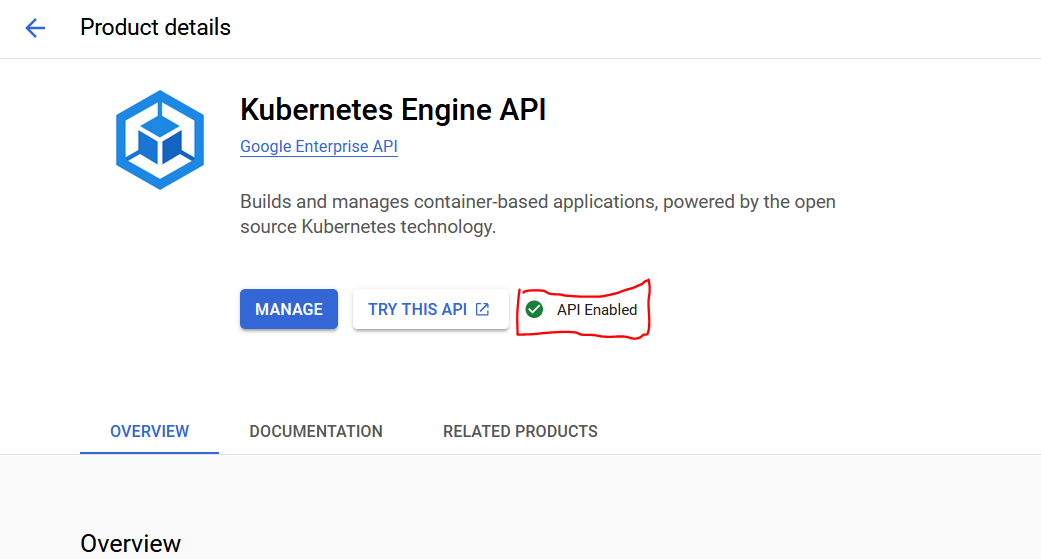 Product details
Kubernetes Engine API
Google Enterprise API
Builds and manages container-based applications, powered by the open
source Kubernetes technology.
MANAGE TRY THIS API API Enabled
OVERVIEW DOCUMENTATION RELATED PRODUCTS
Overview